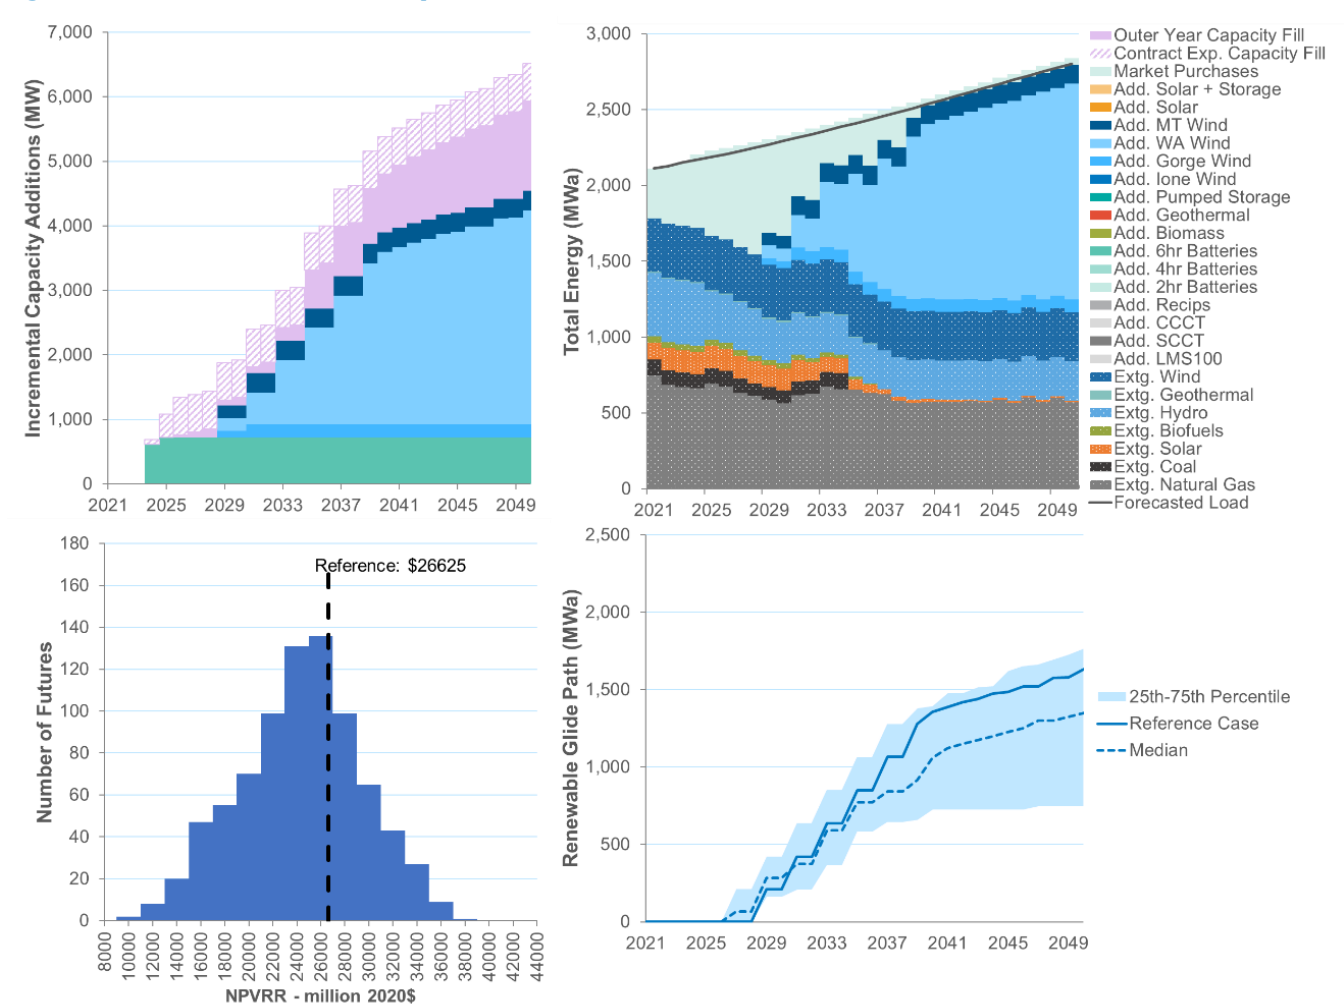 7,000
6,000
5,000
4,000
3,000
2,000
1,000
0
Incremental Capacity Additions (MW)
2021 2025 2029 2033 2037 2041 2045 2049
3,000
2,500
2,000
1,500
1,000
500
0
Total Energy (MWa)
2021 2025 2029 2033 2037 2041 2045 2049
Outer Year Capacity Fill
Contract Exp. Capacity Fill
Market Purchases
Add. Solar + Storage
Add. Solar
Add. MT Wind
Add. WA Wind
Add. Gorge Wind
Add. Ione Wind
Add. Pumped Storage
Add. Geothermal
Add. Biomass
Add. 6hr Batteries
Add. 4hr Batteries
Add. 2hr Batteries
Add. Recips
Add. CCCT
Add. SCCT
Add. LMS100
Extg. Wind
Extg. Geothermal
Extg. Hydro
Extg. Biofuels
Extg. Solar
Extg. Coal
Extg. Natural Gas
Forecasted Load
180
160
140
120
100
80
60
40
20
0
Number of Futures
Reference: $26625
8000 10000 12000 14000 16000 18000 20000 22000 24000 26000 28000 30000 32000 34000 36000 38000 40000 42000 44000
NPVRR - million 2020$
2,500
2,000
1,500
1,000
500
0
Renewable Glide Path (MWa)
2021 2025 2029 2033 2037 2041 2045 2049
25th-75th Percentile
Reference Case
Median